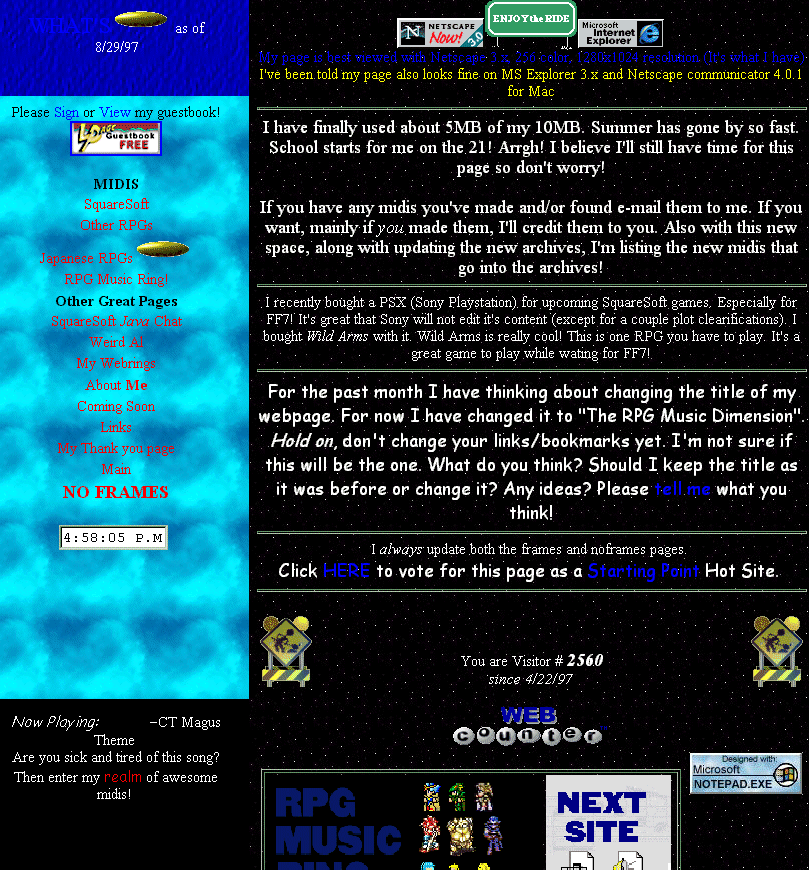 WHAT'S as of
8/29/97
Please Sign or View my guestbook!
LPAGE Guestbook FREE
MIDIS
SquareSoft
Other RPGs
Japanese RPGs
RPG Music Ring!
Other Great Pages
SquareSoft Java Chat
Weird Al
My Webrings
About Me
Coming Soon
Links
My Thank you page
Main
NO FRAMES
4:58:05 P.M
Now Playing: ~CT Magus
Theme
Are you sick and tired of this song?
Then enter my realm of awesome
midis!
NETSCAPE Now! 3.0
ENJOY the RIDE
Microsoft Internet Explorer
My page is best viewed with Netscape 3.x, 256 color, 1280x1024 resolution (It's what I have)
I've been told my page also looks fine on MS Explorer 3.x and Netscape communicator 4.0.1
for Mac
I have finally used about 5MB of my 10MB. Summer has gone by so fast.
School starts for me on the 21! Arrgh! I believe I'll still have time for this
page so don't worry!
If you have any midis you've made and/or found e-mail them to me. If you
want, mainly if you made them, I'll credit them to you. Also with this new
space, along with updating the new archives, I'm listing the new midis that
go into the archives!
I recently bought a PSX (Sony Playstation) for upcoming SquareSoft games. Especially for
FF7! It's great that Sony will not edit it's content (except for a couple plot clearifications). I
bought Wild Arms with it. Wild Arms is really cool! This is one RPG you have to play. It's a
great game to play while wating for FF7!
For the past month I have thinking about changing the title of my
webpage. For now I have changed it to "The RPG Music Dimension".
Hold on, don't change your links/bookmarks yet. I'm not sure if
this will be the one. What do you think? Should I keep the title as
it was before or change it? Any ideas? Please tell me what you
think!
I always update both the frames and noframes pages.
Click HERE to vote for this page as a Starting Point Hot Site.
You are Visitor # 2560
since 4/22/97
WEB
counter
Designed with:
Microsoft
NOTEPAD.EXE
RPG
MUSIC
RING
NEXT
SITE